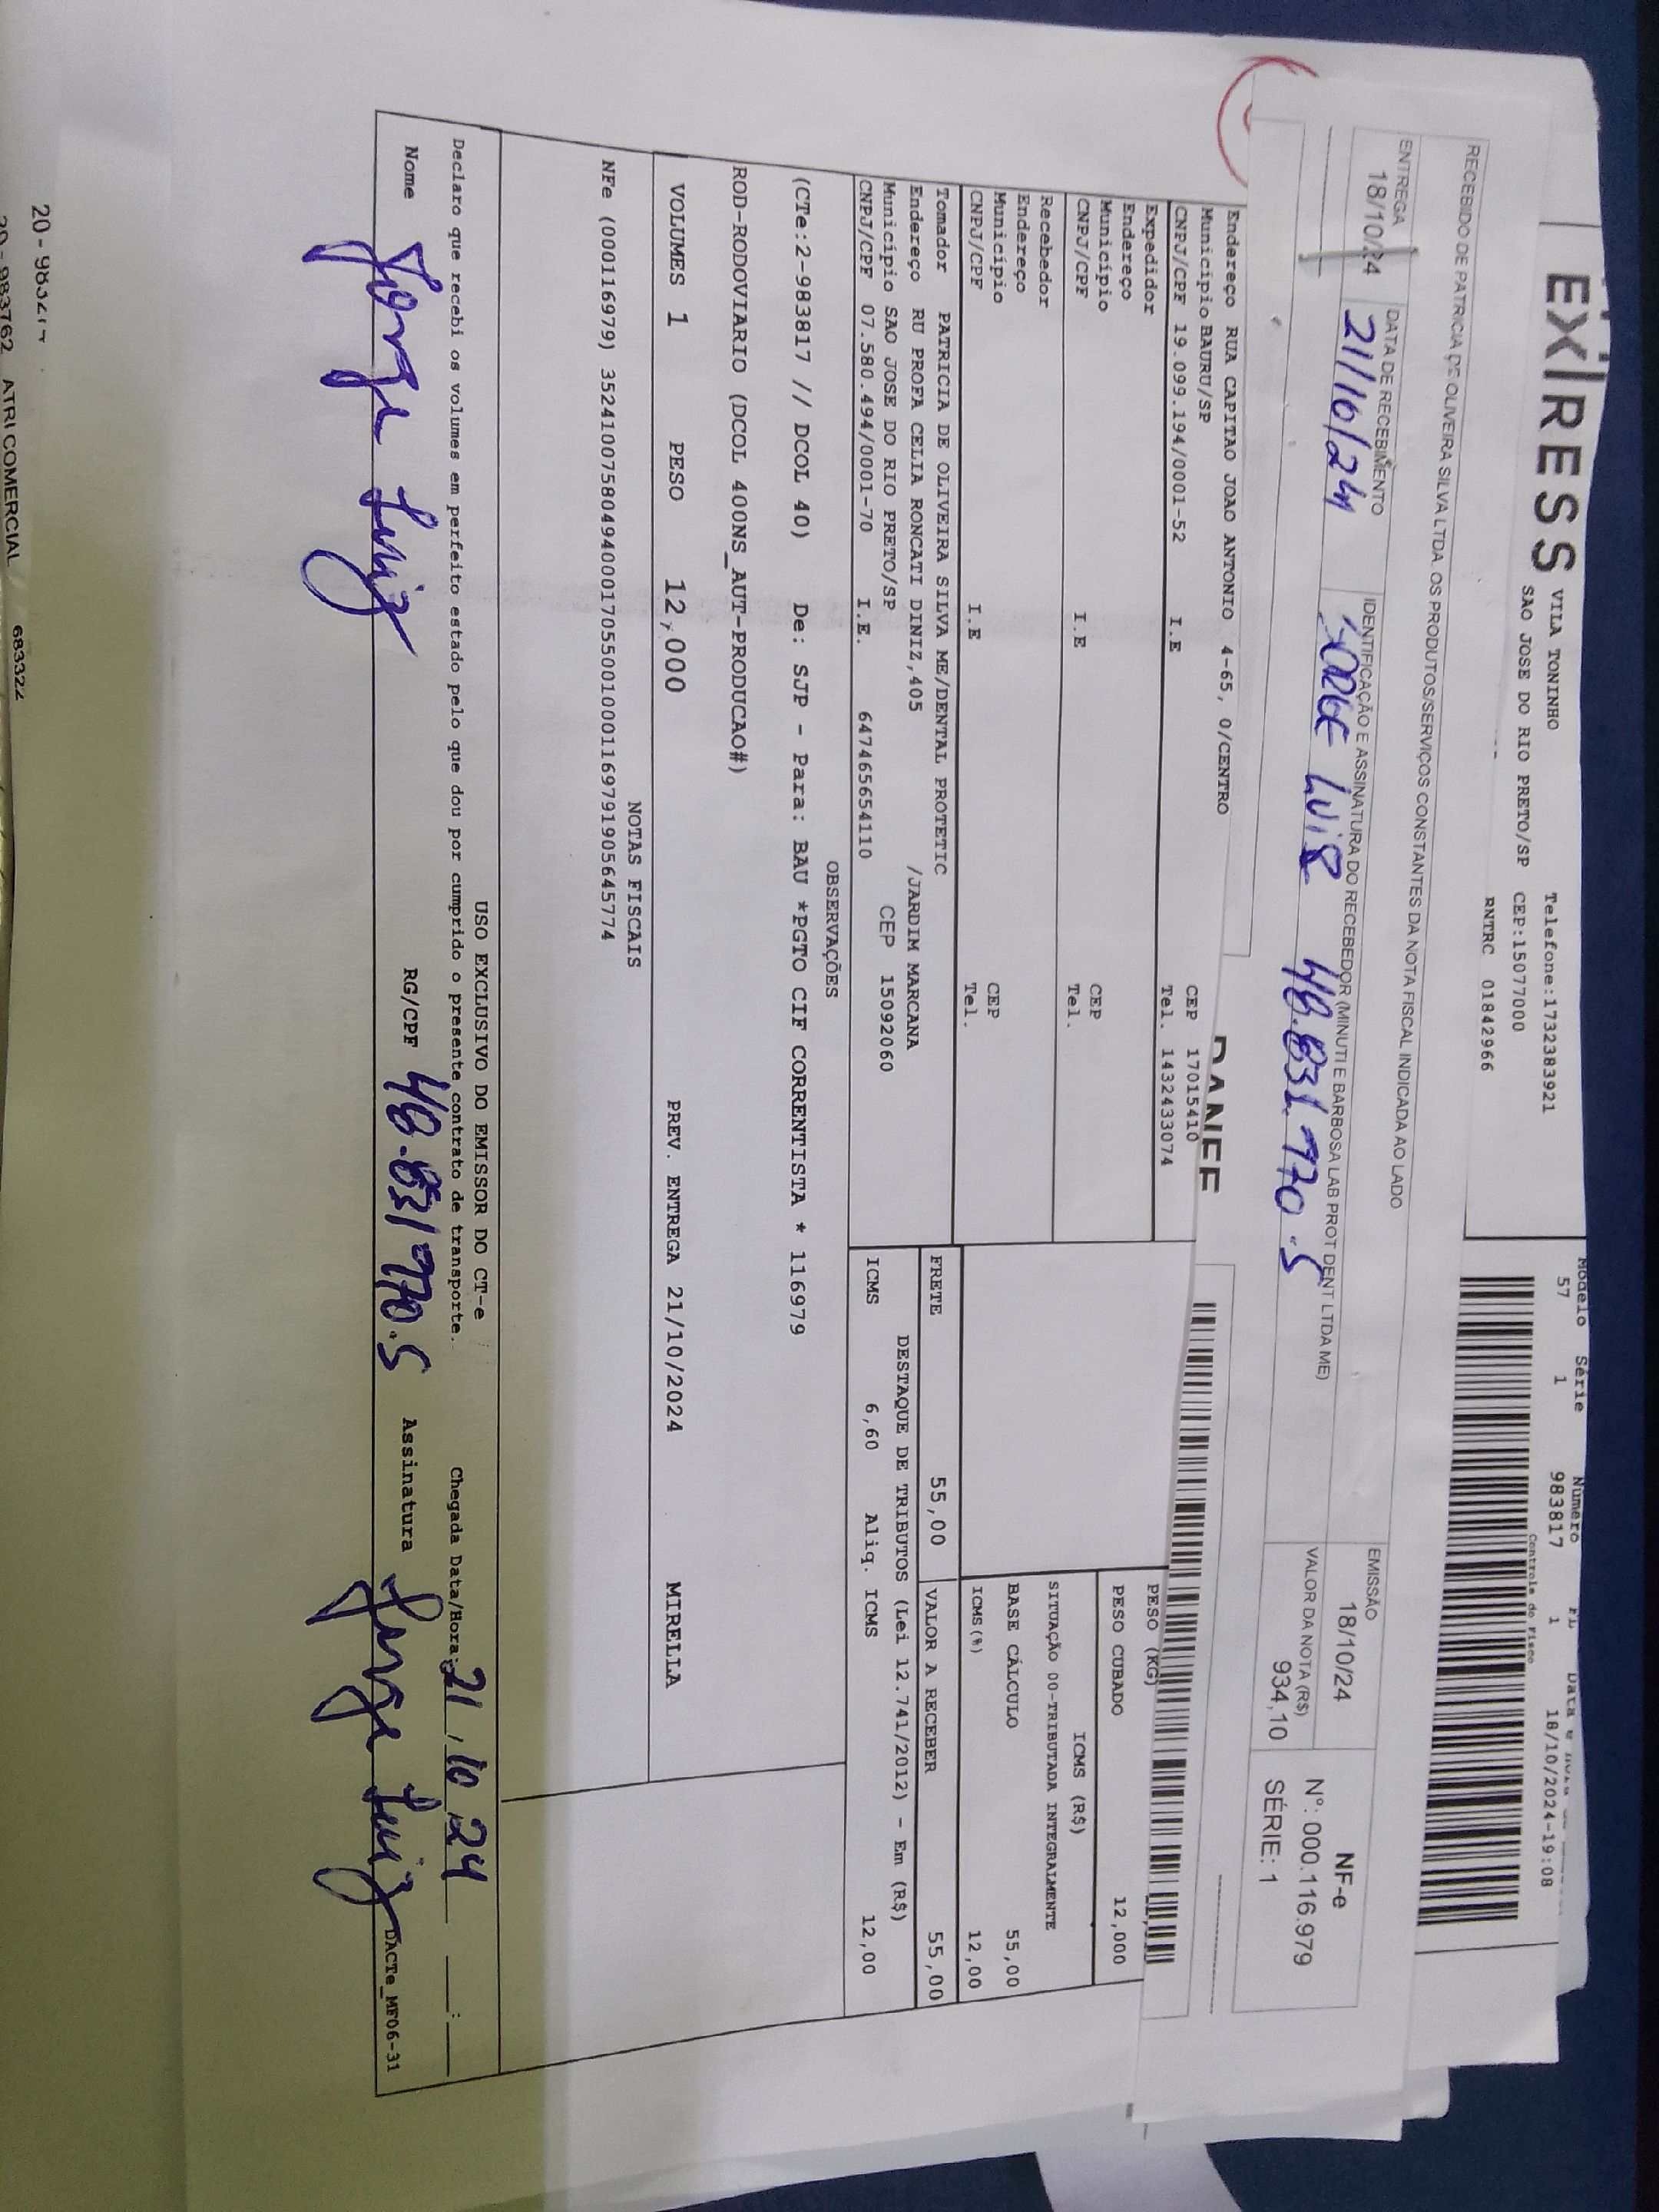 EXPRESS
VILA TONINHO Telefone:1732383921
SAO JOSE DO RIO PRETO/SP CEP:15077000
RNTRC 01842966
Modelo Série Número FL
57 1 983817 1 18/10/2024-19:08
Controle do Fisco
RECEBIDO DE PATRICIA DE OLIVEIRA SILVA LTDA OS PRODUTOS/SERVIÇOS CONSTANTES DA NOTA FISCAL INDICADA AO LADO
ENTREGA DATA DE RECEBIMENTO IDENTIFICAÇÃO E ASSINATURA DO RECEBEDOR (MINUTI E BARBOSA LAB PROT DENT LTDA ME)
18/10/24 21/10/24 JORGE LUIZ 48.831.970.5
EMISSÃO
18/10/24
VALOR DA NOTA (R$)
934,10
NF-e
Nº: 000.116.979
SÉRIE: 1
DANFE
Endereço RUA CAPITAO JOAO ANTONIO 4-65, 0/CENTRO
Município BAURU/SP CEP 17015410
CNPJ/CPF 19.099.194/0001-52 I.E Tel. 1432433074
Expedidor
Endereço
Município CEP
CNPJ/CPF I.E Tel.
Recebedor
Endereço
Município CEP
CNPJ/CPF I.E Tel.
PESO (KG)
PESO CUBADO 12,000
ICMS (R$)
SITUAÇÃO 00-TRIBUTADA INTEGRALMENTE
BASE CÁLCULO 55,00
ICMS(%) 12,00
Tomador PATRICIA DE OLIVEIRA SILVA ME/DENTAL PROTETIC
Endereço RU PROFA CELIA RONCATI DINIZ,405 /JARDIM MARCANA
Município SAO JOSE DO RIO PRETO/SP CEP 15092060
CNPJ/CPF 07.580.494/0001-70 I.E. 647465654110
FRETE 55,00 VALOR A RECEBER 55,00
DESTAQUE DE TRIBUTOS (Lei 12.741/2012) - Em (R$)
ICMS 6,60 Aliq. ICMS 12,00
OBSERVAÇÕES
(CTe:2-983817 // DCOL 40) De: SJP - Para: BAU *PGTO CIF CORRENTISTA * 116979
ROD-RODOVIARIO (DCOL 400NS_AUT-PRODUCAO#)
VOLUMES 1 PESO 12,000 PREV. ENTREGA 21/10/2024 MIRELLA
NOTAS FISCAIS
NFe (000116979) 35241007580494000170550010001169791905645774
USO EXCLUSIVO DO EMISSOR DO CT-e
Declaro que recebi os volumes em perfeito estado pelo que dou por cumprido o presente contrato de transporte. Chegada Data/Hora: 21/10/24 __:__
Nome Jorge Luiz RG/CPF 48.831970.5 Assinatura Jorge Luiz
DACTe_MF06-31
20-983762 ATRI COMERCIAL 683322